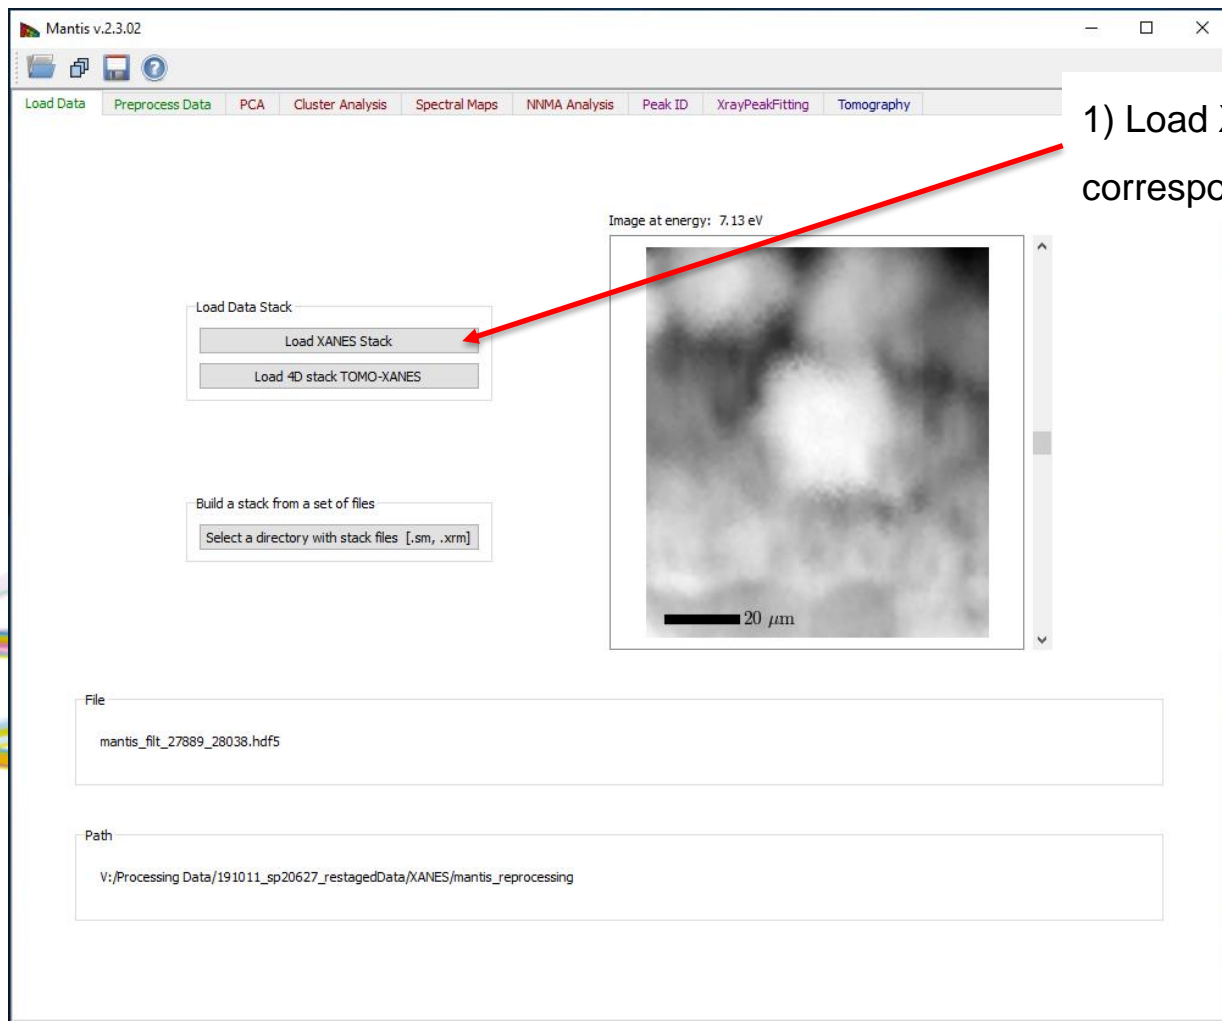 Mantis v.2.3.02
Load Data Preprocess Data PCA Cluster Analysis Spectral Maps NNMA Analysis Peak ID XrayPeakFitting Tomography
1) Load
Image at energy: 7.13 eV
Load Data Stack
Load XANES Stack
Load 4D stack TOMO-XANES
Build a stack from a set of files
Select a directory with stack files [.sm, .xrm]
20 μm
File
mantis_filt_27889_28038.hdf5
Path
V:/Processing Data/191011_sp20627_restagedData/XANES/mantis_reprocessing